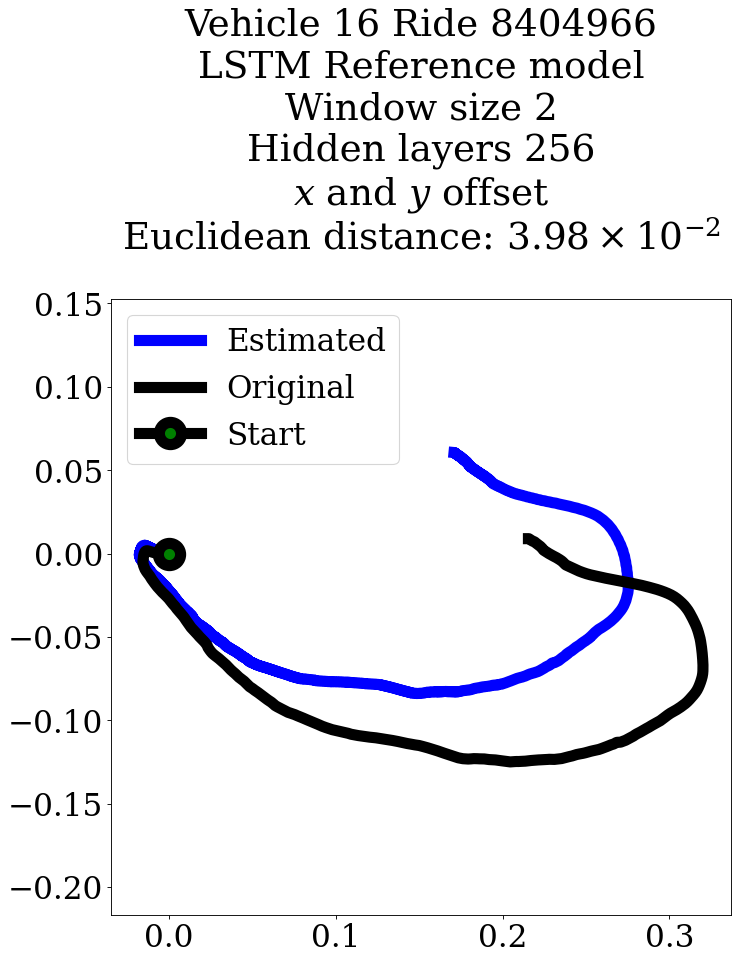 Vehicle 16 Ride 8404966
LSTM Reference model
Window size 2
Hidden layers 256
x and y offset
Euclidean distance: 3.98 × 10⁻²
Estimated
Original
Start
0.15
0.10
0.05
0.00
−0.05
−0.10
−0.15
−0.20
0.0 0.1 0.2 0.3